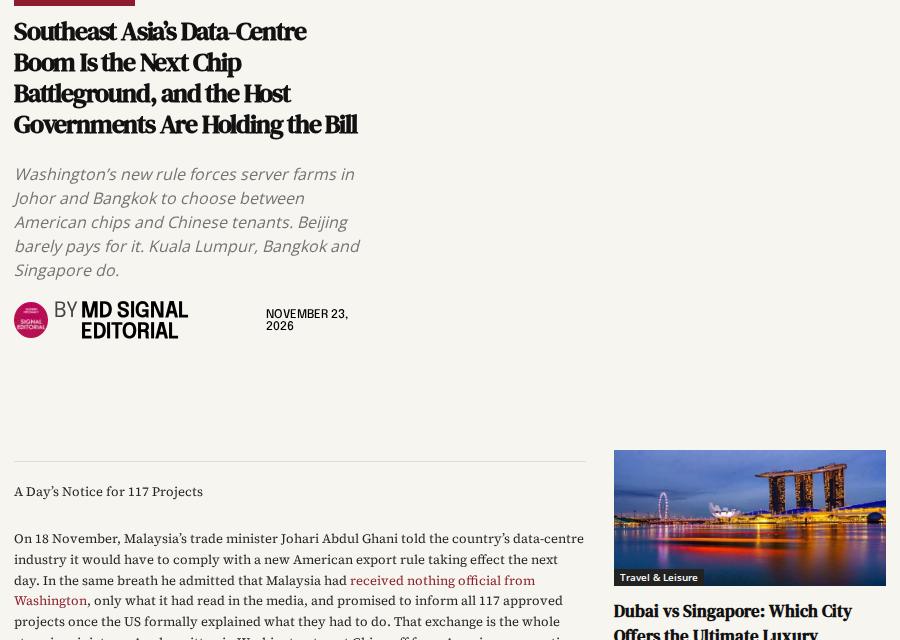 Southeast Asia's Data-Centre
Boom Is the Next Chip
Battleground, and the Host
Governments Are Holding the Bill
Washington's new rule forces server farms in
Johor and Bangkok to choose between
American chips and Chinese tenants. Beijing
barely pays for it. Kuala Lumpur, Bangkok and
Singapore do.
SIGNAL
EDITORIAL
BY MD SIGNAL
EDITORIAL
NOVEMBER 23,
2026
A Day's Notice for 117 Projects
On 18 November, Malaysia's trade minister Johari Abdul Ghani told the country's data-centre
industry it would have to comply with a new American export rule taking effect the next
day. In the same breath he admitted that Malaysia had received nothing official from
Washington, only what it had read in the media, and promised to inform all 117 approved
projects once the US formally explained what they had to do. That exchange is the whole
Travel & Leisure
Dubai vs Singapore: Which City
Offers the Ultimate Luxury